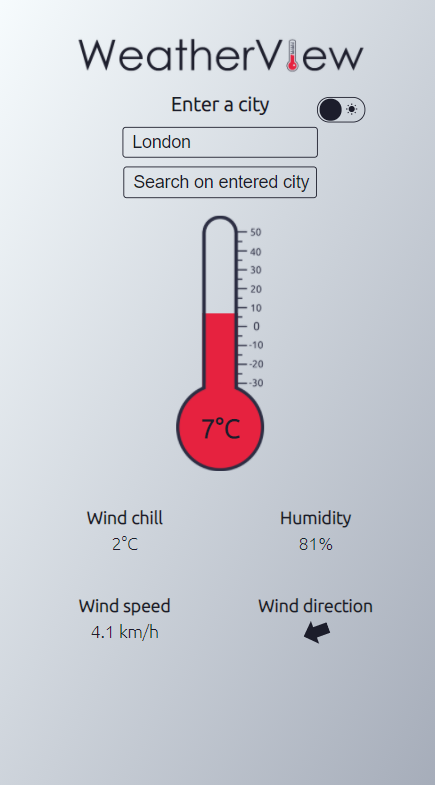 WeatherView
Enter a city
London
Search on entered city
50
40
30
20
10
0
-10
-20
-30
7°C
Wind chill
Humidity
2°C
81%
Wind speed
Wind direction
4.1 km/h